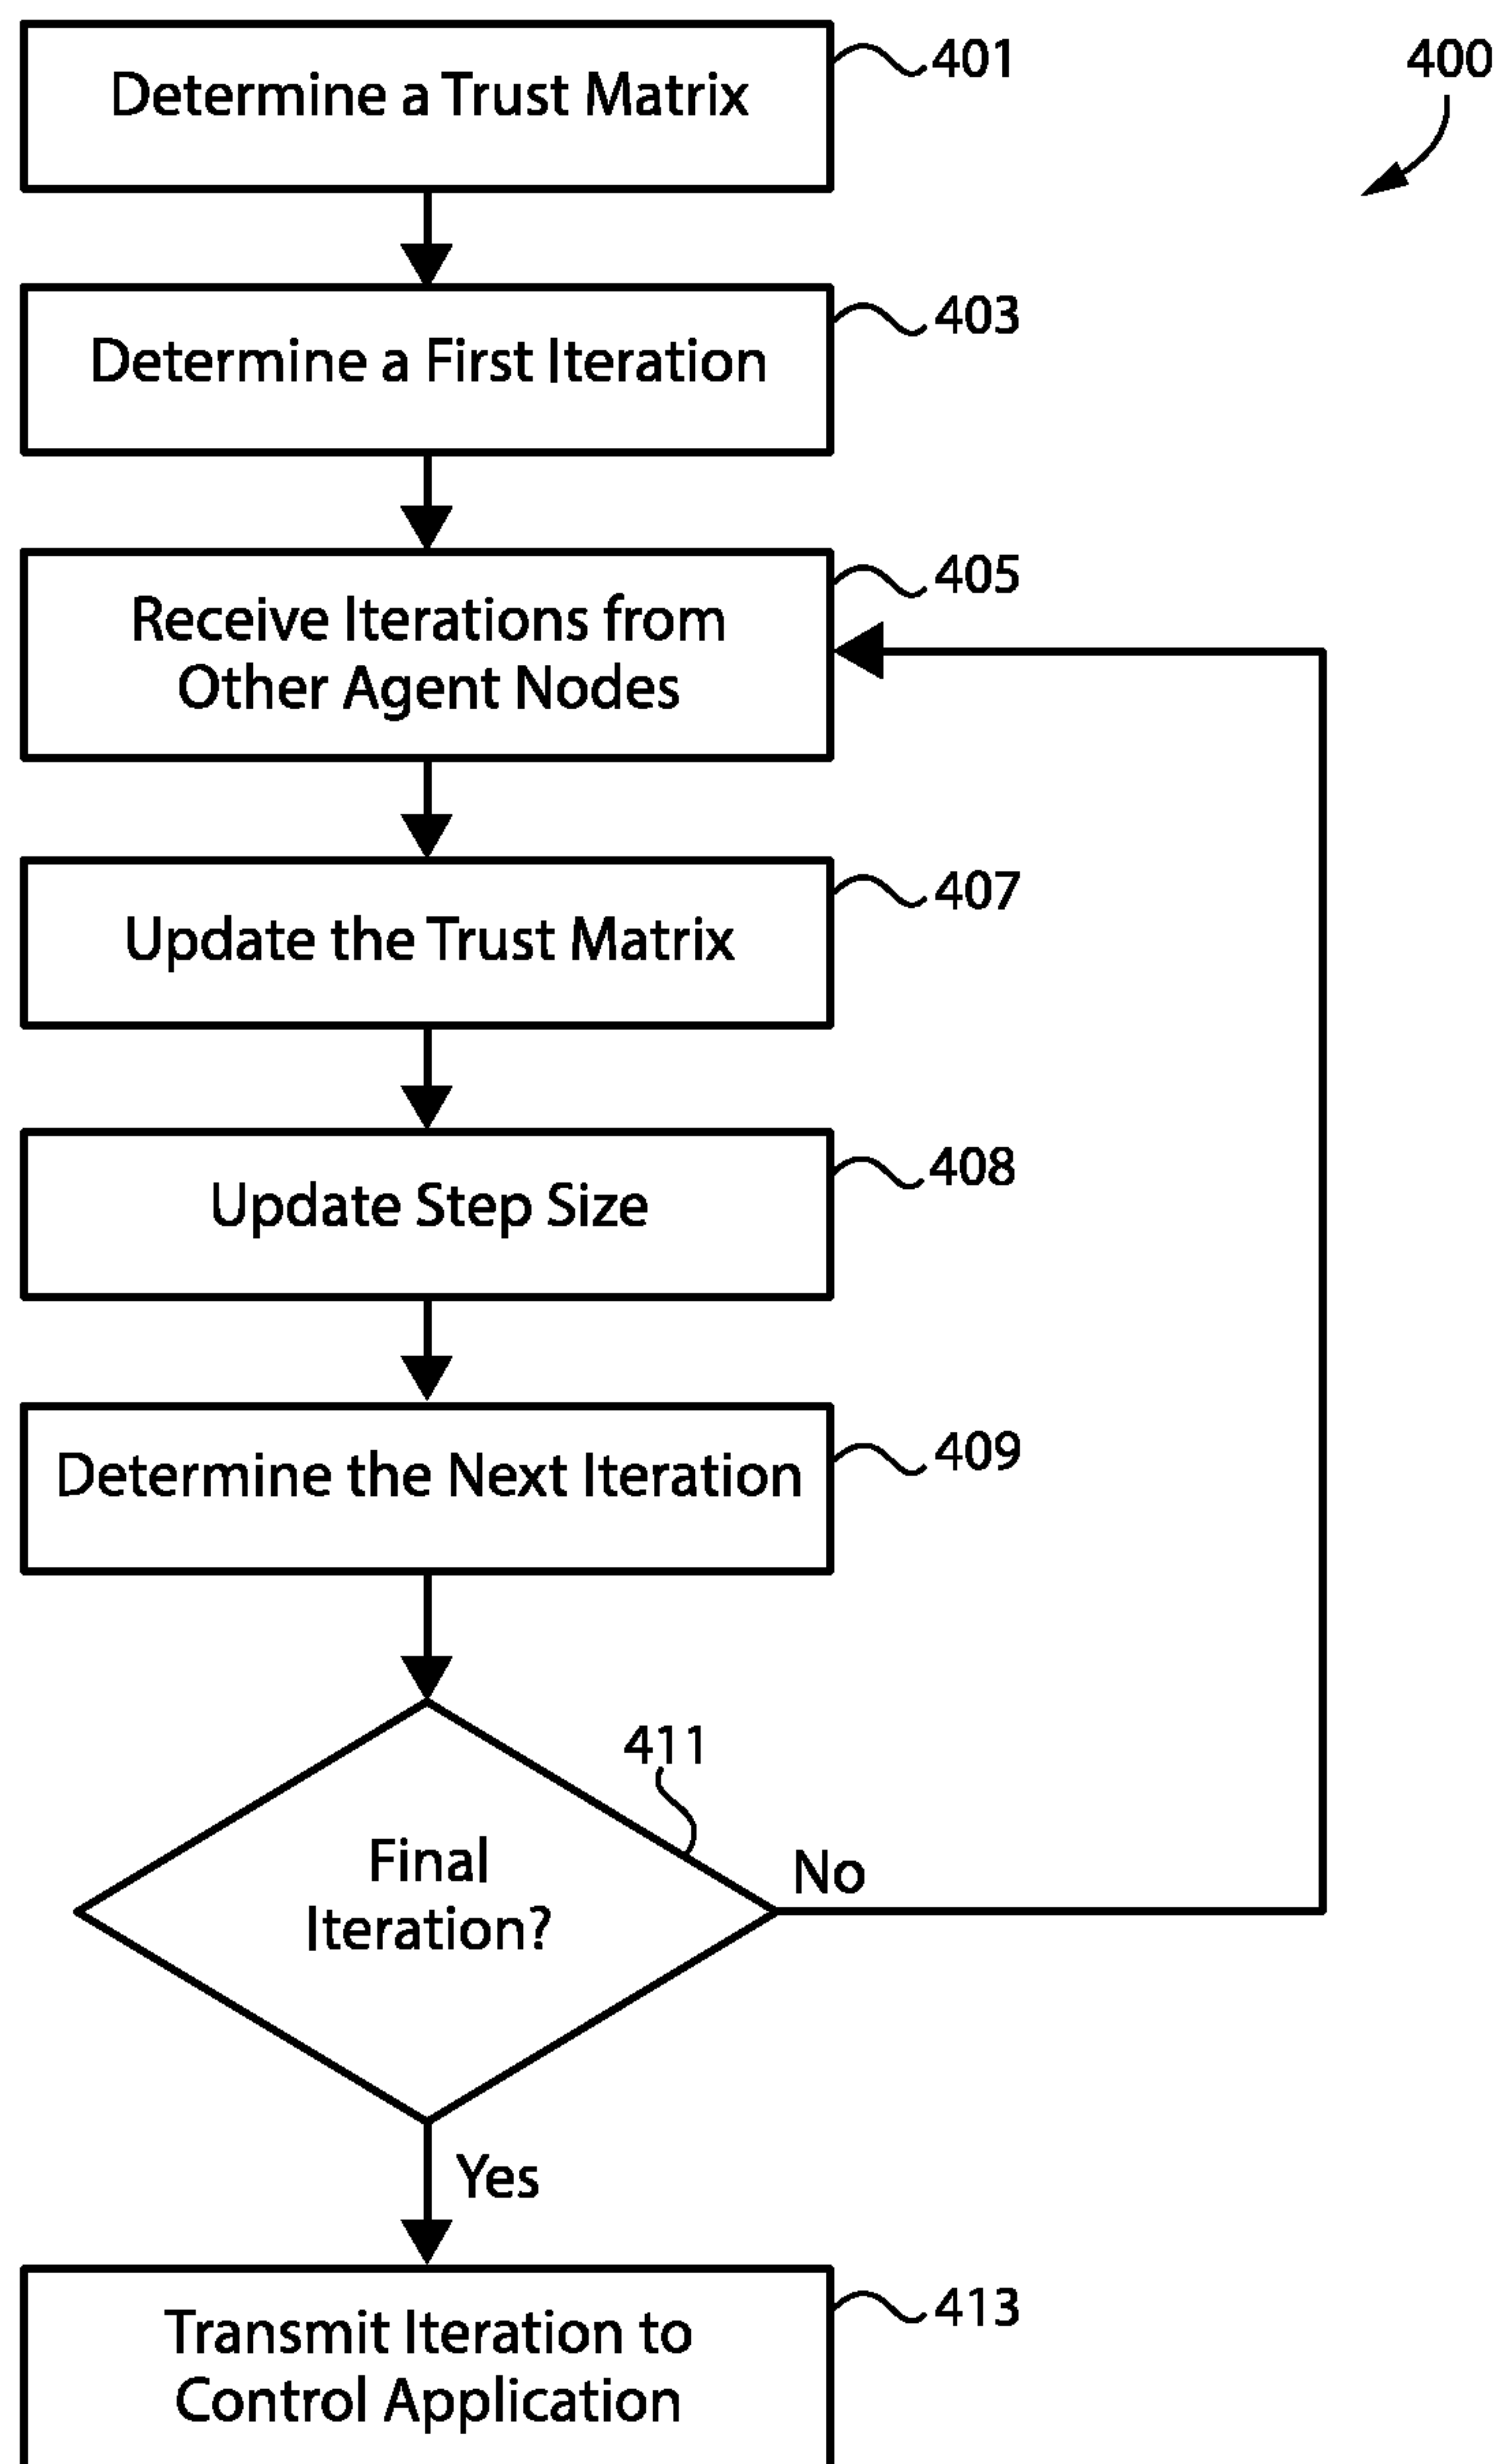 Determine a Trust Matrix
401
400
Determine a First Iteration
403
Receive Iterations from
Other Agent Nodes
405
Update the Trust Matrix
407
Update Step Size
408
Determine the Next Iteration
409
411
Final
Iteration?
No
Yes
Transmit Iteration to
Control Application
413